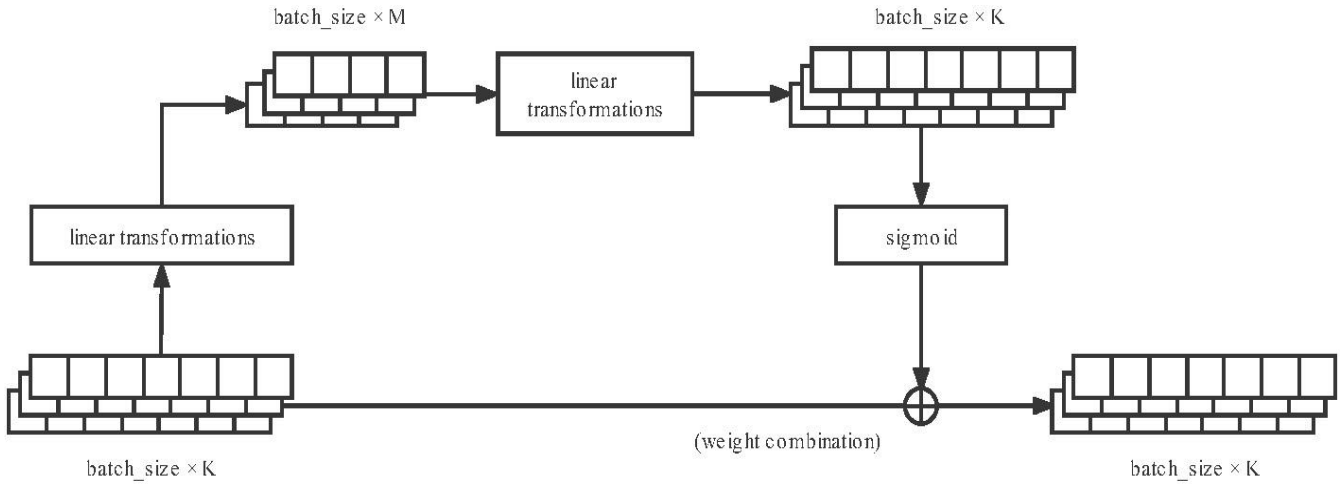 batch_size × M
batch_size × K
linear
transformations
linear transformations
sigmoid
(weight combination)
batch_size × K
batch_size × K